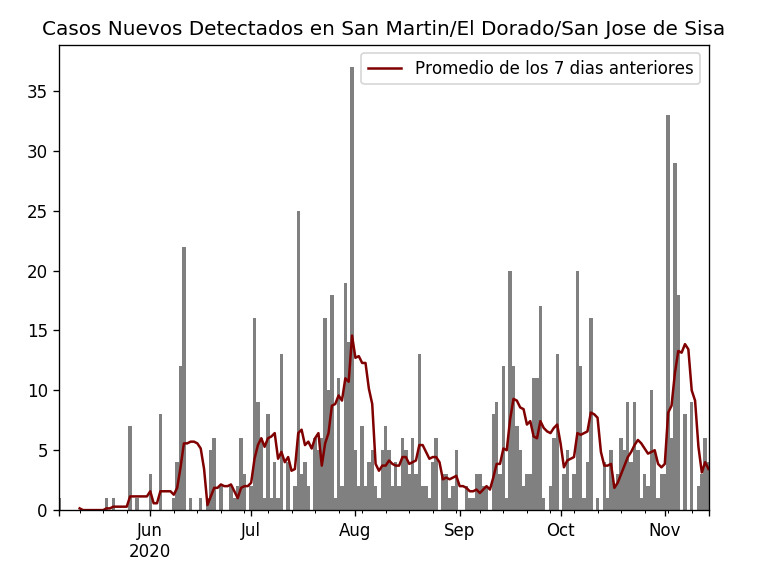 Casos Nuevos Detectados en San Martin/El Dorado/San Jose de Sisa
Promedio de los 7 dias anteriores
35
30
25
20
15
10
5
0
Jun
2020
Jul
Aug
Sep
Oct
Nov